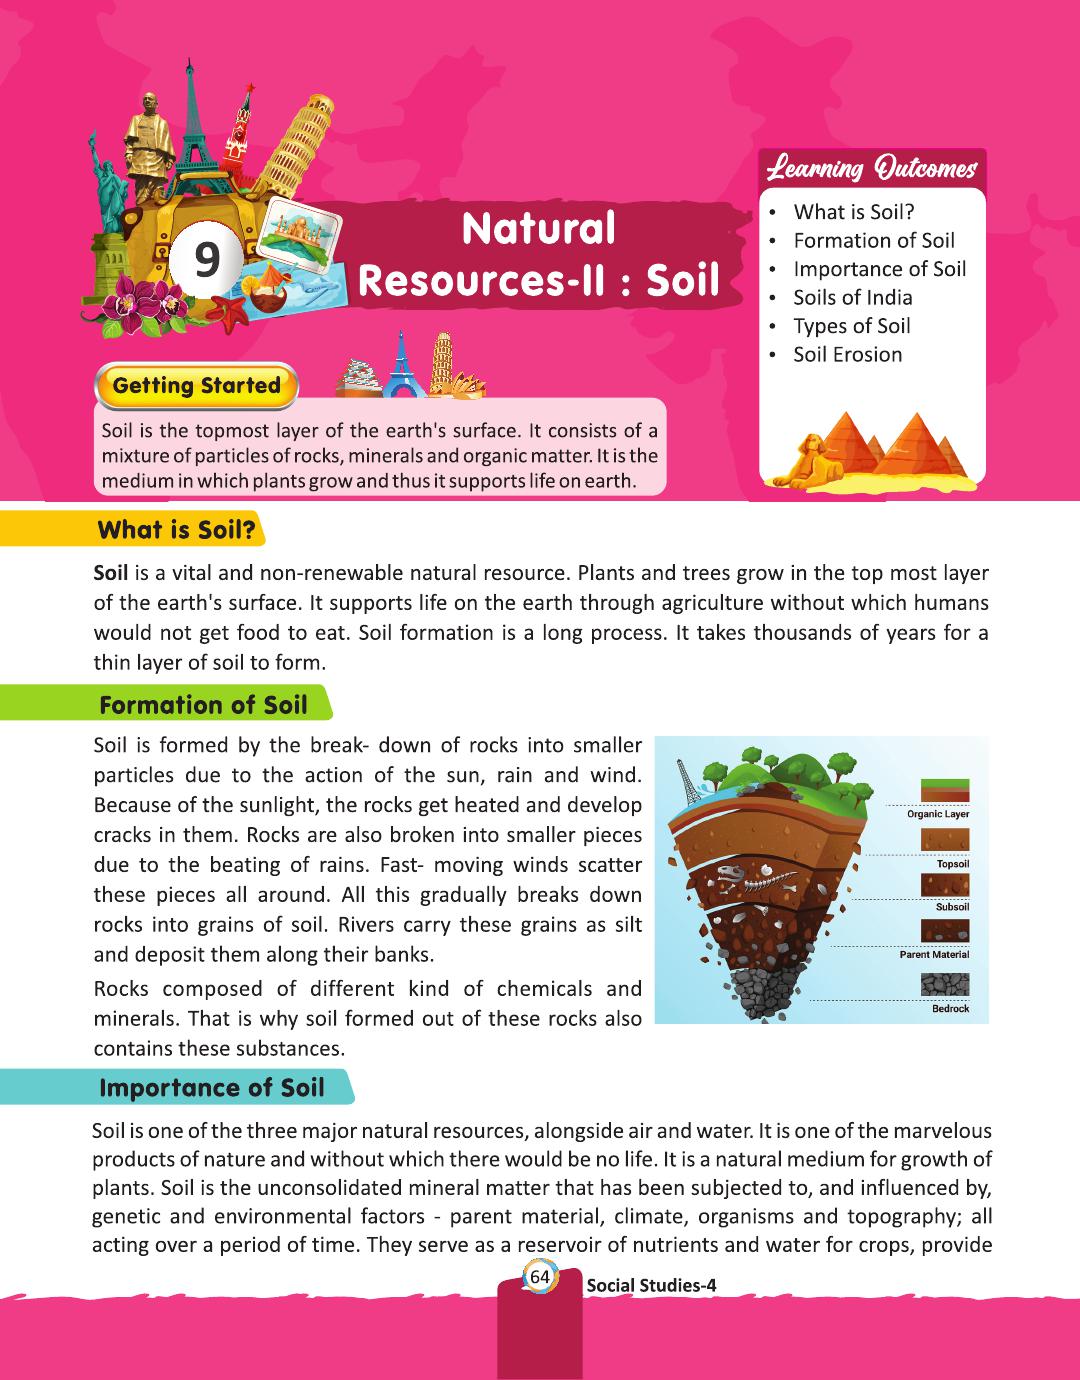 9
Natural
Resources-II : Soil
Learning Outcomes
• What is Soil?
• Formation of Soil
• Importance of Soil
• Soils of India
• Types of Soil
• Soil Erosion
Getting Started
Soil is the topmost layer of the earth's surface. It consists of a
mixture of particles of rocks, minerals and organic matter. It is the
medium in which plants grow and thus it supports life on earth.
What is Soil?
Soil is a vital and non-renewable natural resource. Plants and trees grow in the top most layer
of the earth's surface. It supports life on the earth through agriculture without which humans
would not get food to eat. Soil formation is a long process. It takes thousands of years for a
thin layer of soil to form.
Formation of Soil
Soil is formed by the break- down of rocks into smaller
particles due to the action of the sun, rain and wind.
Because of the sunlight, the rocks get heated and develop
cracks in them. Rocks are also broken into smaller pieces
due to the beating of rains. Fast- moving winds scatter
these pieces all around. All this gradually breaks down
rocks into grains of soil. Rivers carry these grains as silt
and deposit them along their banks.
Rocks composed of different kind of chemicals and
minerals. That is why soil formed out of these rocks also
contains these substances.
Organic Layer
Topsoil
Subsoil
Parent Material
Bedrock
Importance of Soil
Soil is one of the three major natural resources, alongside air and water. It is one of the marvelous
products of nature and without which there would be no life. It is a natural medium for growth of
plants. Soil is the unconsolidated mineral matter that has been subjected to, and influenced by,
genetic and environmental factors - parent material, climate, organisms and topography; all
acting over a period of time. They serve as a reservoir of nutrients and water for crops, provide
64
Social Studies-4